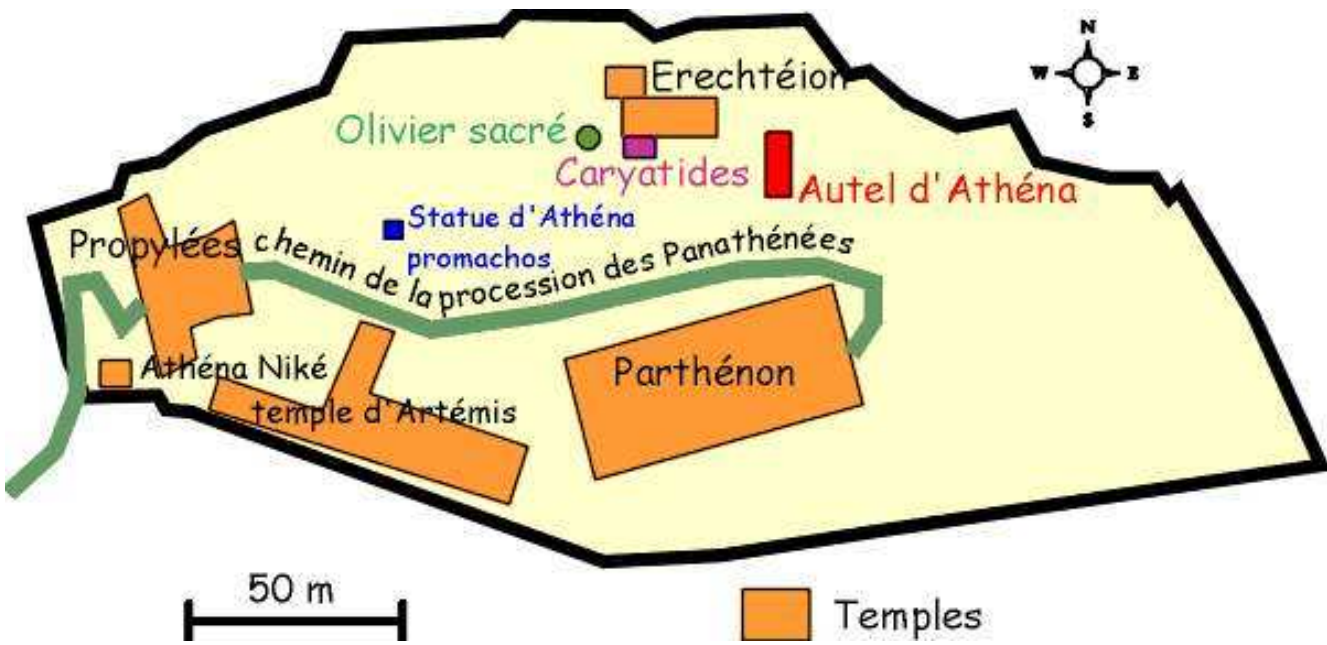 N
W E
S
Erechtéion
Olivier sacré
Caryatides
Autel d'Athéna
Statue d'Athéna
promachos
Propylées
chemin de la procession des Panathénées
Athéna Niké
Parthénon
temple d'Artémis
50 m
Temples